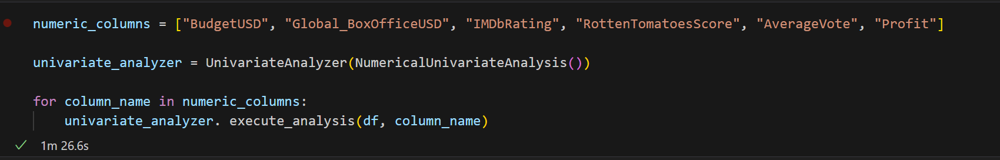 numeric_columns = ["BudgetUSD", "Global_BoxOfficeUSD", "IMDbRating", "RottenTomatoesScore", "AverageVote", "Profit"]
univariate_analyzer = UnivariateAnalyzer(NumericalUnivariateAnalysis())
for column_name in numeric_columns:
    univariate_analyzer. execute_analysis(df, column_name)
1m 26.6s